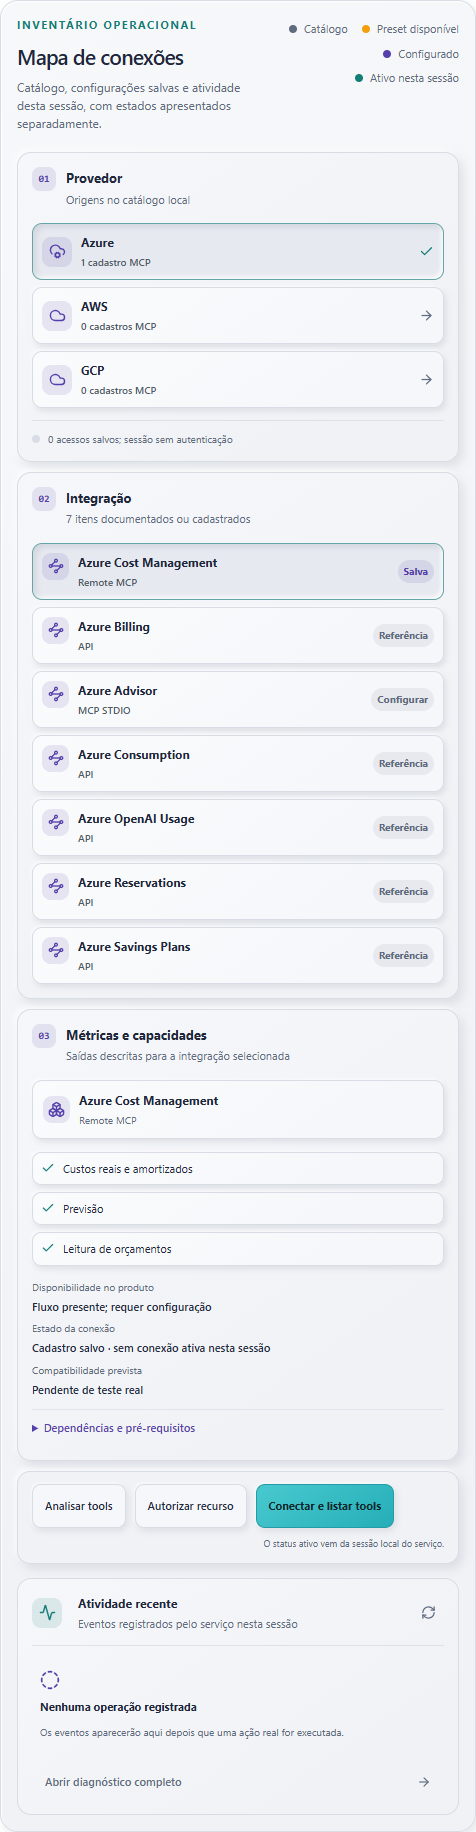 INVENTÁRIO OPERACIONAL
Mapa de conexões
Catálogo, configurações salvas e atividade
desta sessão, com estados apresentados
separadamente.
Catálogo
Preset disponível
Configurado
Ativo nesta sessão
01
Provedor
Origens no catálogo local
Azure
1 cadastro MCP
AWS
0 cadastros MCP
GCP
0 cadastros MCP
0 acessos salvos; sessão sem autenticação
02
Integração
7 itens documentados ou cadastrados
Azure Cost Management
Remote MCP
Salva
Azure Billing
API
Referência
Azure Advisor
MCP STDIO
Configurar
Azure Consumption
API
Referência
Azure OpenAI Usage
API
Referência
Azure Reservations
API
Referência
Azure Savings Plans
API
Referência
03
Métricas e capacidades
Saídas descritas para a integração selecionada
Azure Cost Management
Remote MCP
Custos reais e amortizados
Previsão
Leitura de orçamentos
Disponibilidade no produto
Fluxo presente; requer configuração
Estado da conexão
Cadastro salvo · sem conexão ativa nesta sessão
Compatibilidade prevista
Pendente de teste real
Dependências e pré-requisitos
Analisar tools
Autorizar recurso
Conectar e listar tools
O status ativo vem da sessão local do serviço.
Atividade recente
Eventos registrados pelo serviço nesta sessão
Nenhuma operação registrada
Os eventos aparecerão aqui depois que uma ação real for executada.
Abrir diagnóstico completo